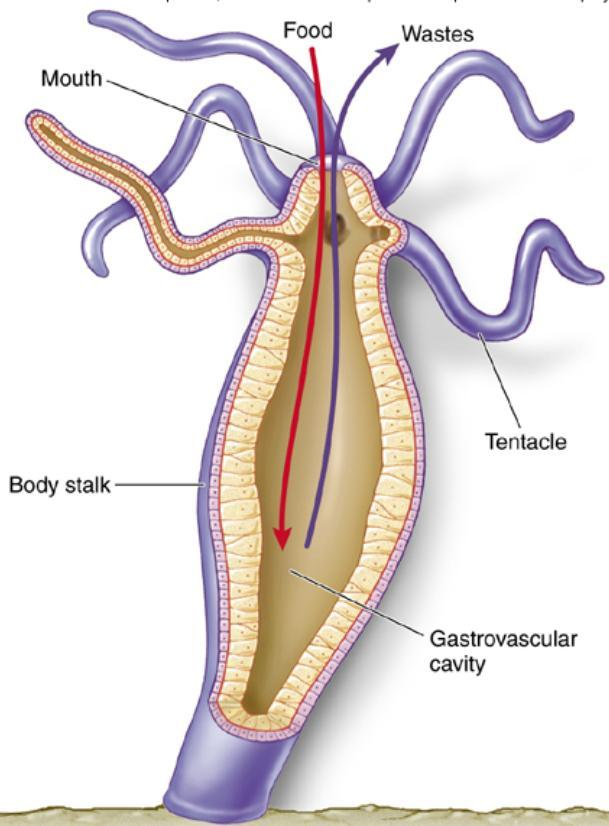 Food
Wastes
Mouth
Tentacle
Body stalk
Gastrovascular
cavity